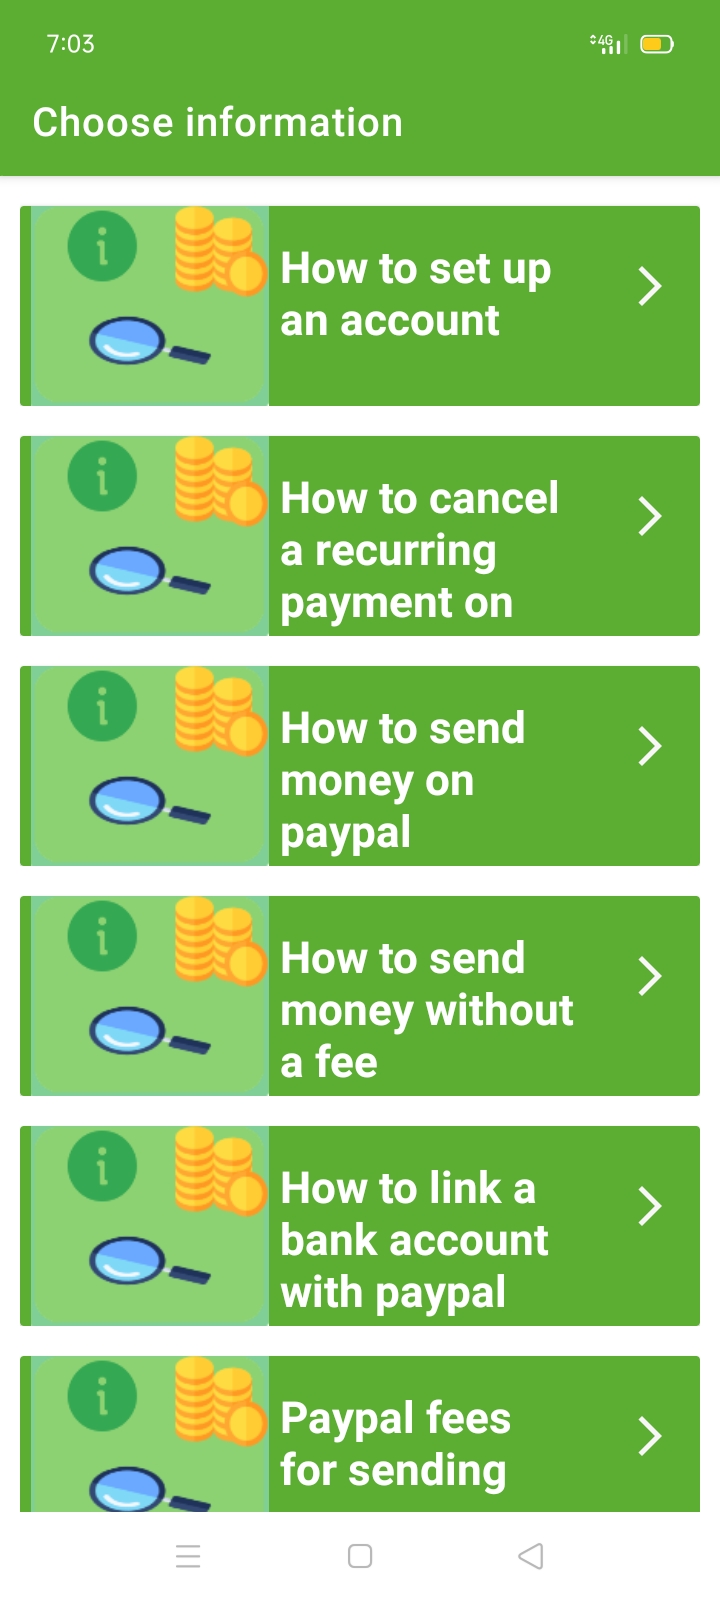 7:03
4G
Choose information
How to set up
an account
How to cancel
a recurring
payment on
How to send
money on
paypal
How to send
money without
a fee
How to link a
bank account
with paypal
Paypal fees
for sending